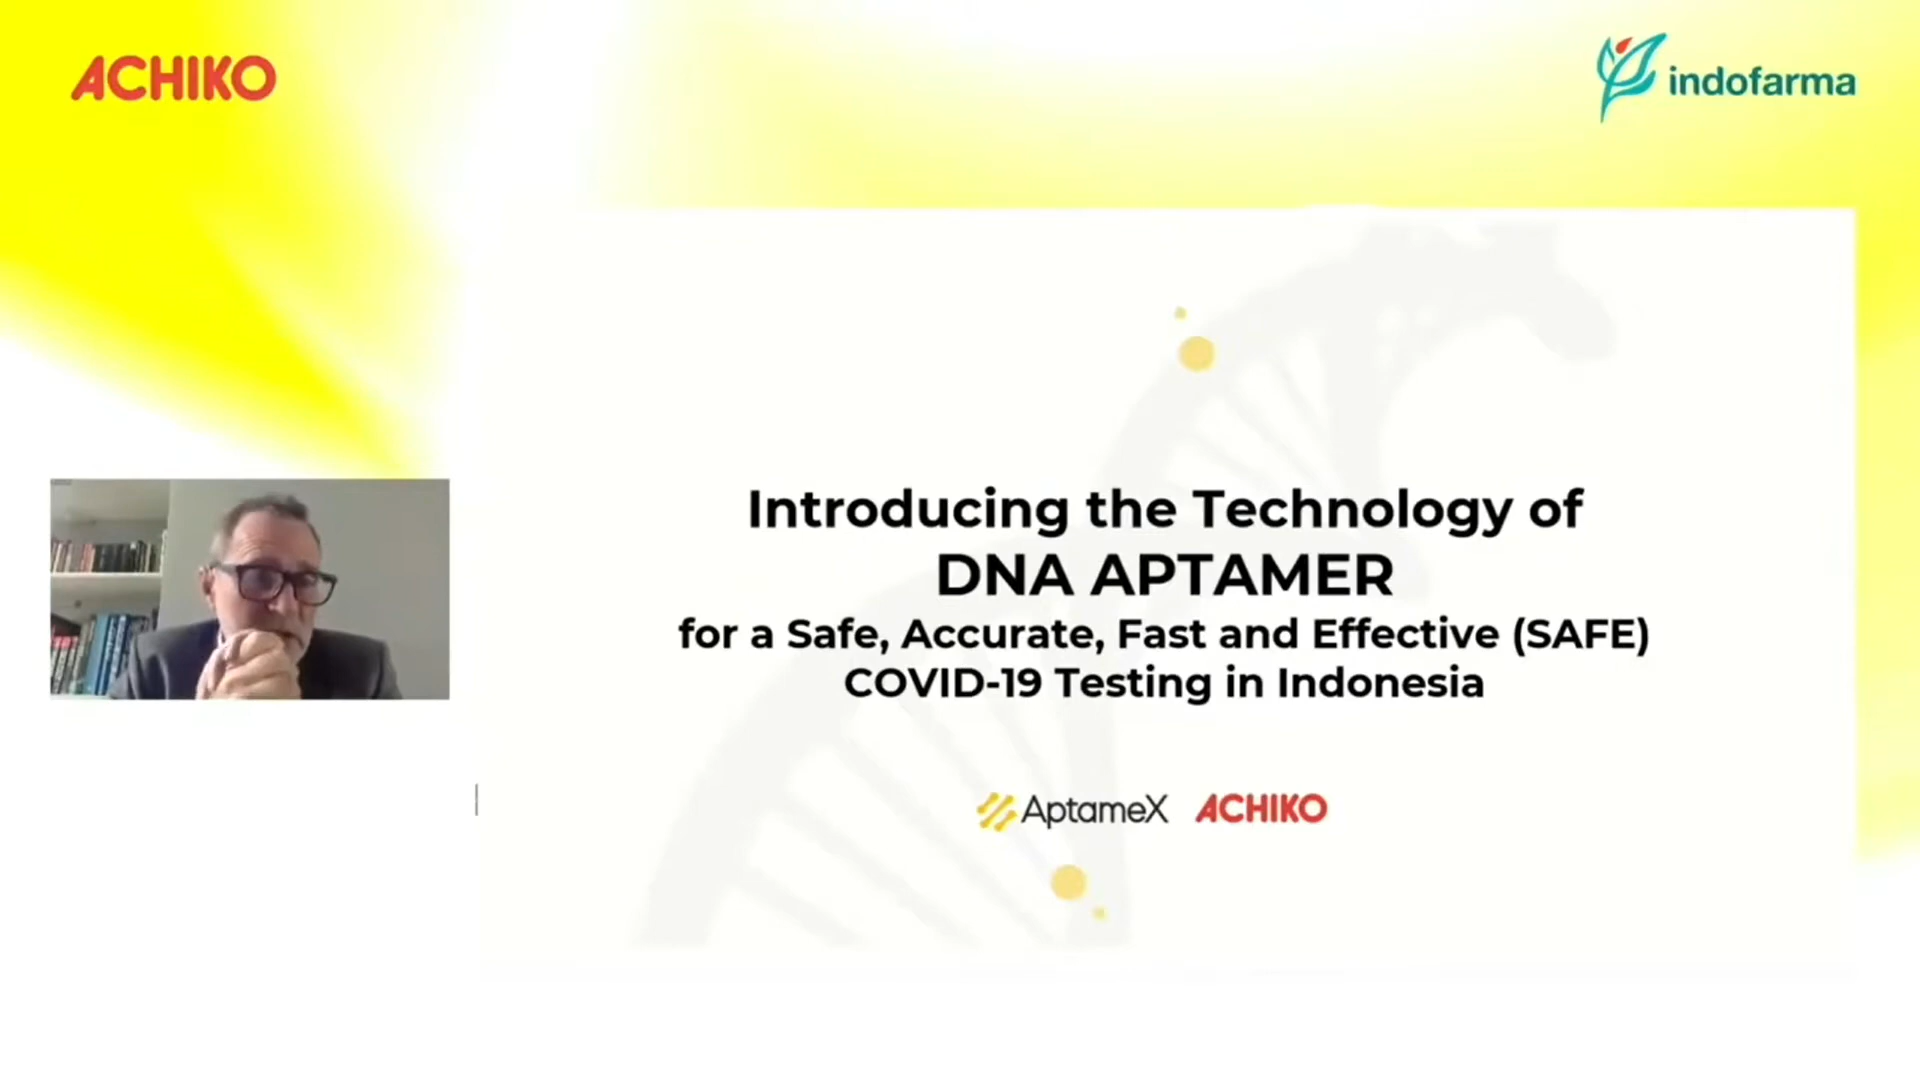 ACHIKO
indofarma
Introducing the Technology of
DNA APTAMER
for a Safe, Accurate, Fast and Effective (SAFE)
COVID-19 Testing in Indonesia
AptameX ACHIKO